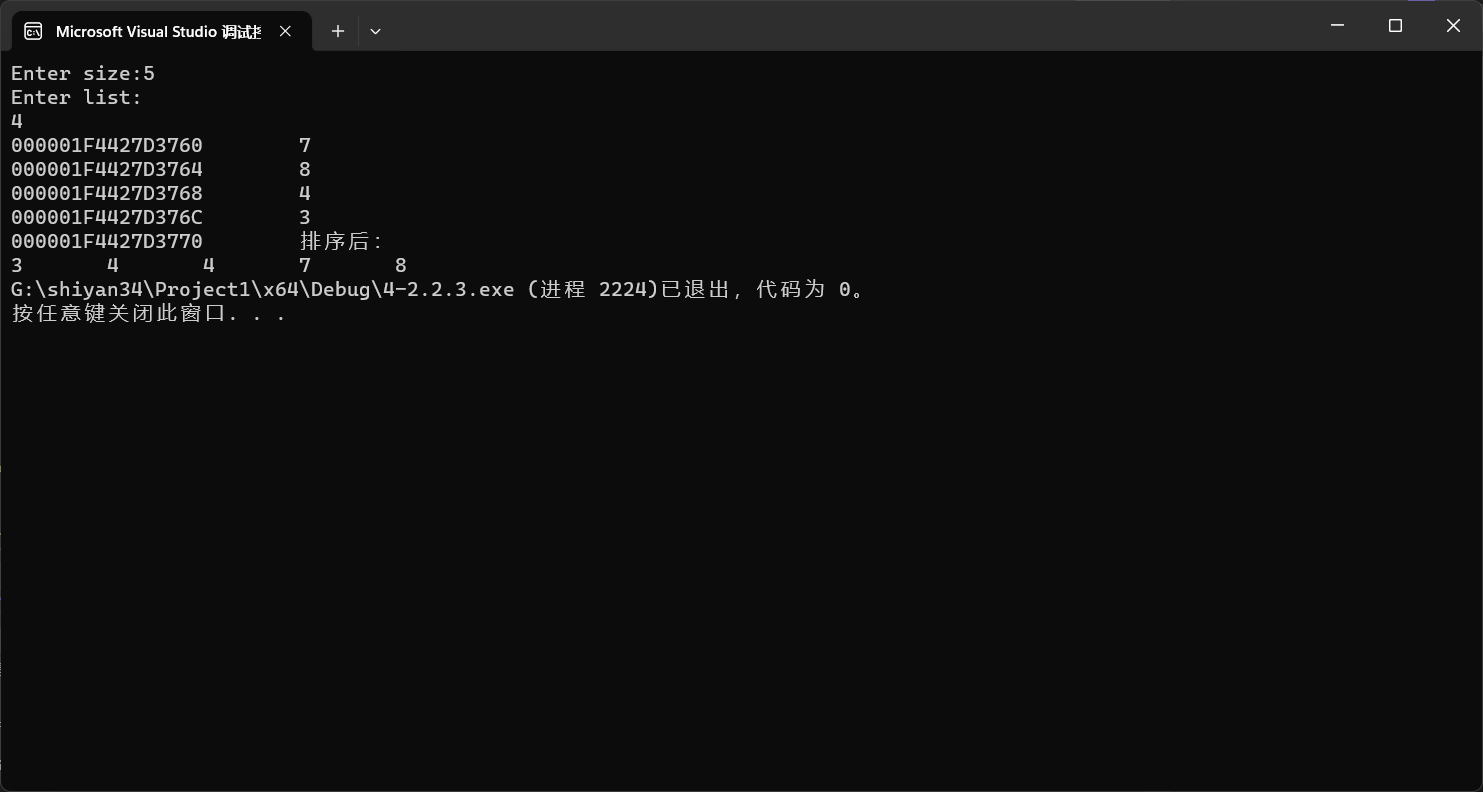 Microsoft Visual Studio 调试
Enter size:5
Enter list:
4
000001F4427D3760 7
000001F4427D3764 8
000001F4427D3768 4
000001F4427D376C 3
000001F4427D3770 排序后:
3 4 4 7 8
G:\shiyan34\Project1\x64\Debug\4-2.2.3.exe (进程 2224)已退出，代码为 0。
按任意键关闭此窗口. . .